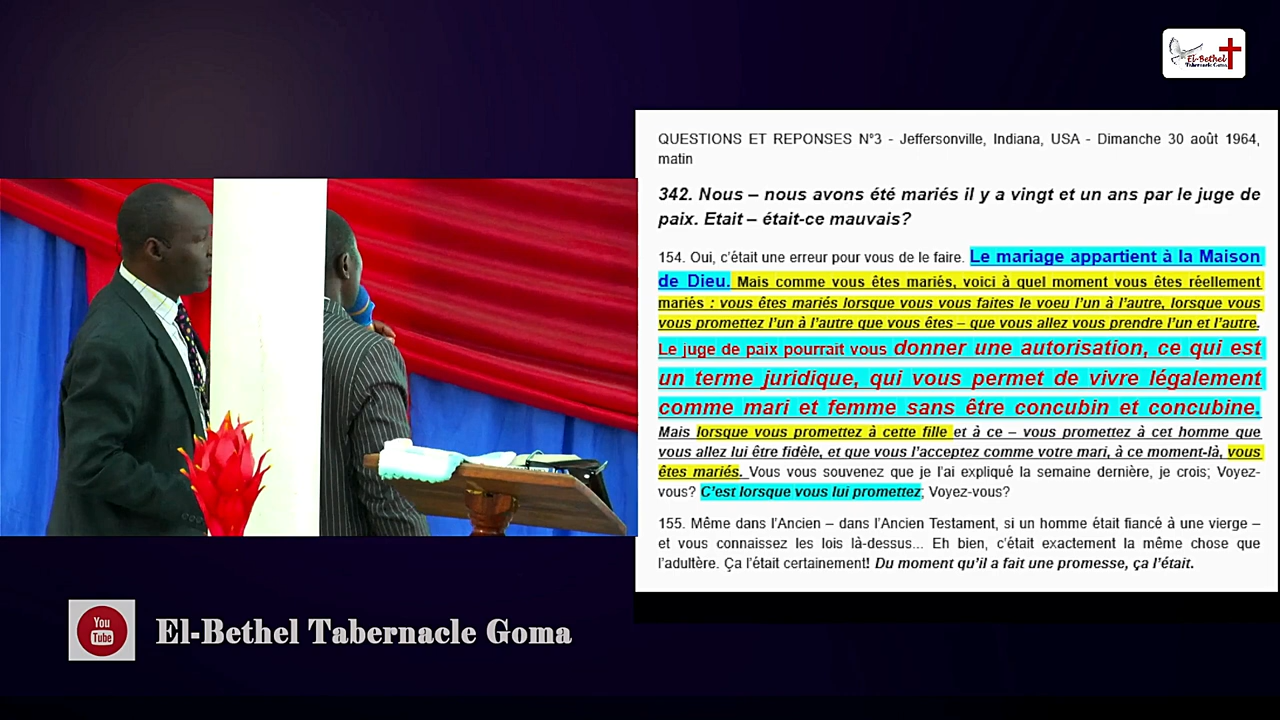 El-Bethel
Tabernacle Goma
QUESTIONS ET REPONSES N°3 - Jeffersonville, Indiana, USA - Dimanche 30 août 1964,
matin
342. Nous – nous avons été mariés il y a vingt et un ans par le juge de
paix. Etait – était-ce mauvais?
154. Oui, c’était une erreur pour vous de le faire. Le mariage appartient à la Maison
de Dieu. Mais comme vous êtes mariés, voici à quel moment vous êtes réellement
mariés : vous êtes mariés lorsque vous vous faites le voeu l’un à l’autre, lorsque vous
vous promettez l’un à l’autre que vous êtes – que vous allez vous prendre l’un et l’autre.
Le juge de paix pourrait vous donner une autorisation, ce qui est
un terme juridique, qui vous permet de vivre légalement
comme mari et femme sans être concubin et concubine.
Mais lorsque vous promettez à cette fille et à ce – vous promettez à cet homme que
vous allez lui être fidèle, et que vous l’acceptez comme votre mari, à ce moment-là, vous
êtes mariés. Vous vous souvenez que je l’ai expliqué la semaine dernière, je crois; Voyez-
vous? C’est lorsque vous lui promettez; Voyez-vous?
155. Même dans l’Ancien – dans l’Ancien Testament, si un homme était fiancé à une vierge –
et vous connaissez les lois là-dessus... Eh bien, c’était exactement la même chose que
l’adultère. Ça l’était certainement! Du moment qu’il a fait une promesse, ça l’était.
You
Tube
El-Bethel Tabernacle Goma